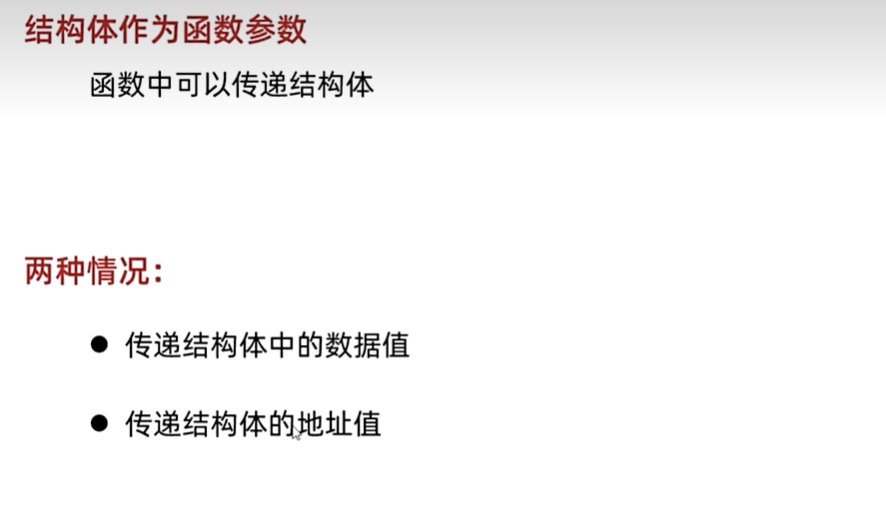 结构体作为函数参数
函数中可以传递结构体
两种情况：
● 传递结构体中的数据值
● 传递结构体的地址值